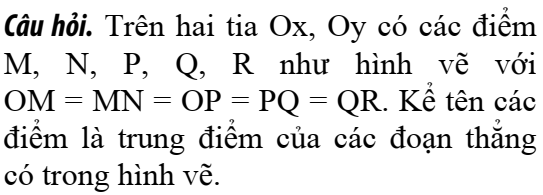 Câu hỏi. Trên hai tia Ox, Oy có các điểm
M, N, P, Q, R như hình vẽ với
OM = MN = OP = PQ = QR. Kể tên các
điểm là trung điểm của các đoạn thẳng
có trong hình vẽ.